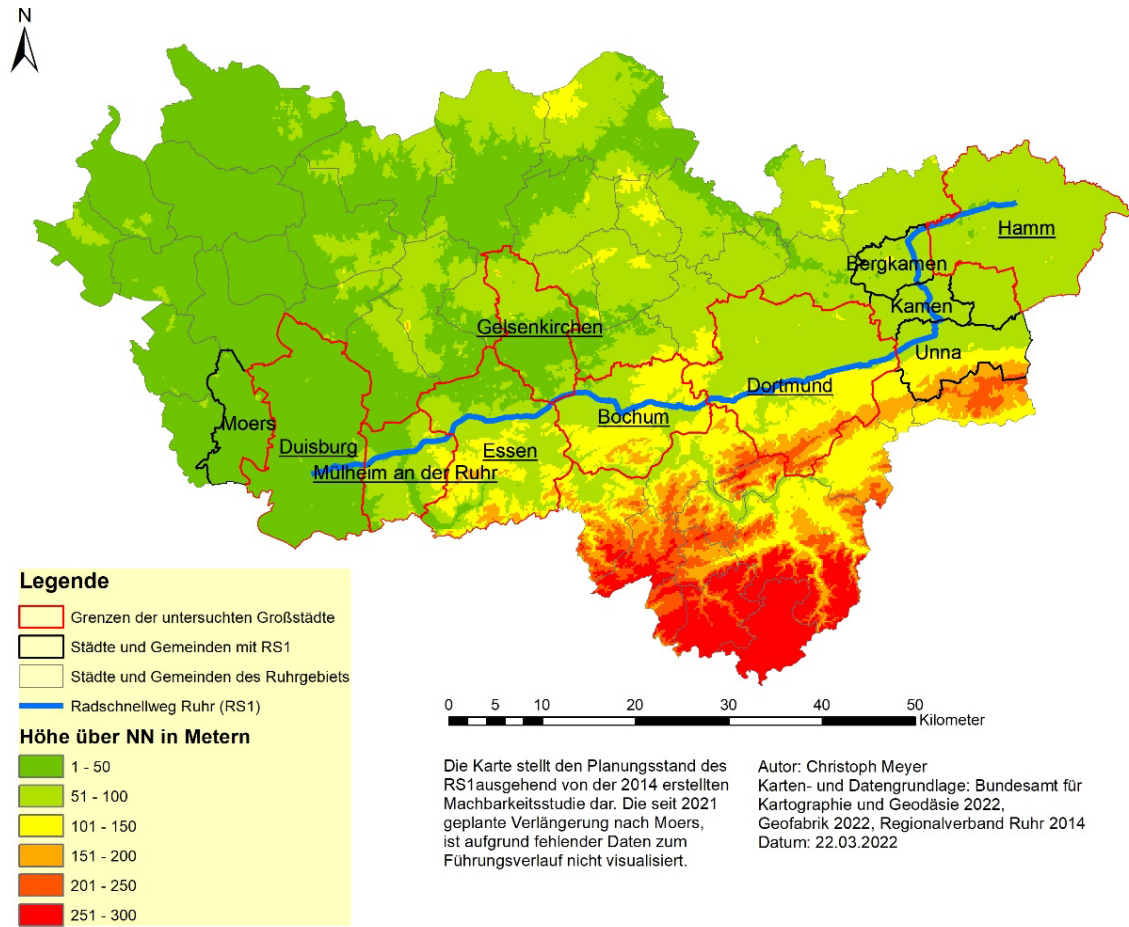 N
Hamm
Bergkamen
Kamen
Gelsenkirchen
Unna
Dortmund
Moers
Bochum
Duisburg
Essen
Mülheim an der Ruhr
Legende
Grenzen der untersuchten Großstädte
Städte und Gemeinden mit RS1
Städte und Gemeinden des Ruhrgebiets
Radschnellweg Ruhr (RS1)
Höhe über NN in Metern
1 - 50
51 - 100
101 - 150
151 - 200
201 - 250
251 - 300
0 5 10 20 30 40 50
Kilometer
Die Karte stellt den Planungsstand des
RS1ausgehend von der 2014 erstellten
Machbarkeitsstudie dar. Die seit 2021
geplante Verlängerung nach Moers,
ist aufgrund fehlender Daten zum
Führungsverlauf nicht visualisiert.
Autor: Christoph Meyer
Karten- und Datengrundlage: Bundesamt für
Kartographie und Geodäsie 2022,
Geofabrik 2022, Regionalverband Ruhr 2014
Datum: 22.03.2022